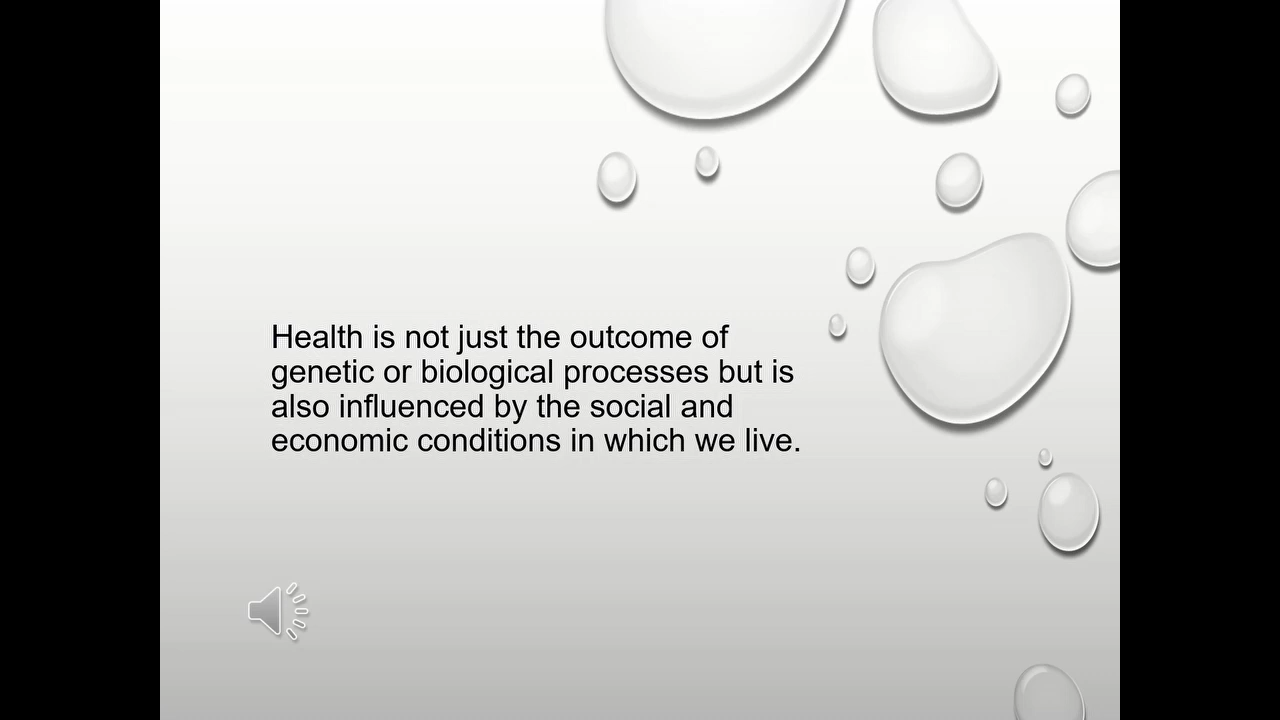 Health is not just the outcome of
genetic or biological processes but is
also influenced by the social and
economic conditions in which we live.